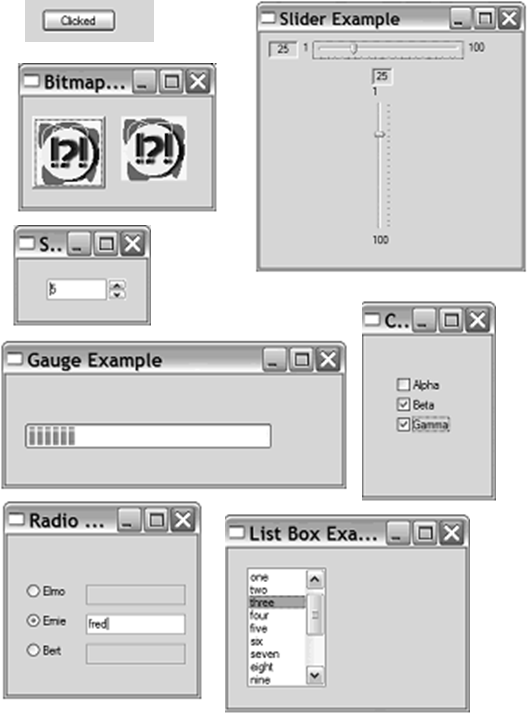 Clicked
Slider Example
25 1 100
25
1
100
Bitmap...
!?!
!?!
S...
5
C...
Alpha
Beta
Gamma
Gauge Example
Radio ...
Elmo
Ernie fred
Bert
List Box Exa...
one
two
three
four
five
six
seven
eight
nine